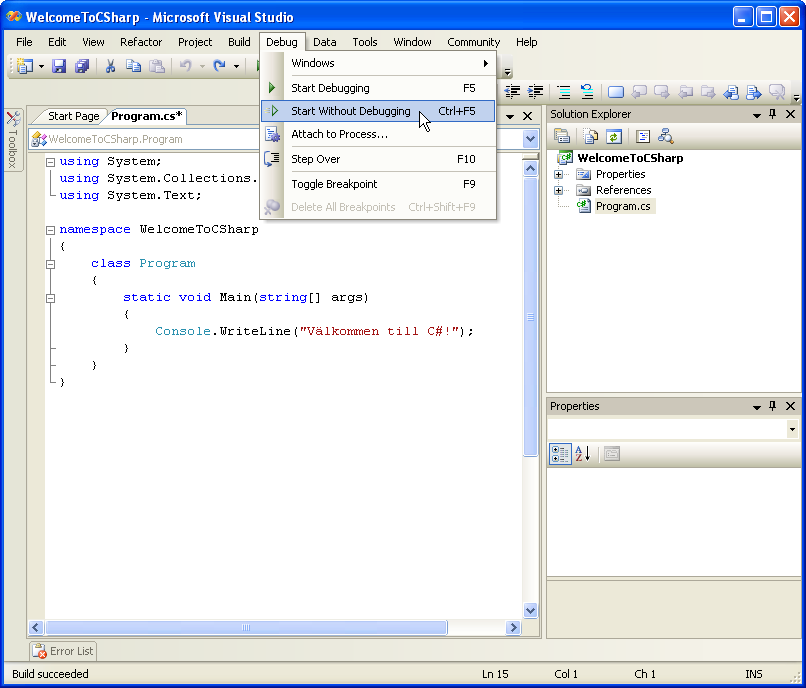 WelcomeToCSharp - Microsoft Visual Studio
File Edit View Refactor Project Build Debug Data Tools Window Community Help
Windows
Start Debugging F5
Start Without Debugging Ctrl+F5
Attach to Process...
Step Over F10
Toggle Breakpoint F9
Delete All Breakpoints Ctrl+Shift+F9
Toolbox
Start Page Program.cs*
WelcomeToCSharp.Program
using System;
using System.Collections.
using System.Text;
namespace WelcomeToCSharp
{
class Program
{
static void Main(string[] args)
{
Console.WriteLine("Välkommen till C#!");
}
}
}
Solution Explorer
WelcomeToCSharp
Properties
References
Program.cs
Properties
Error List
Build succeeded Ln 15 Col 1 Ch 1 INS